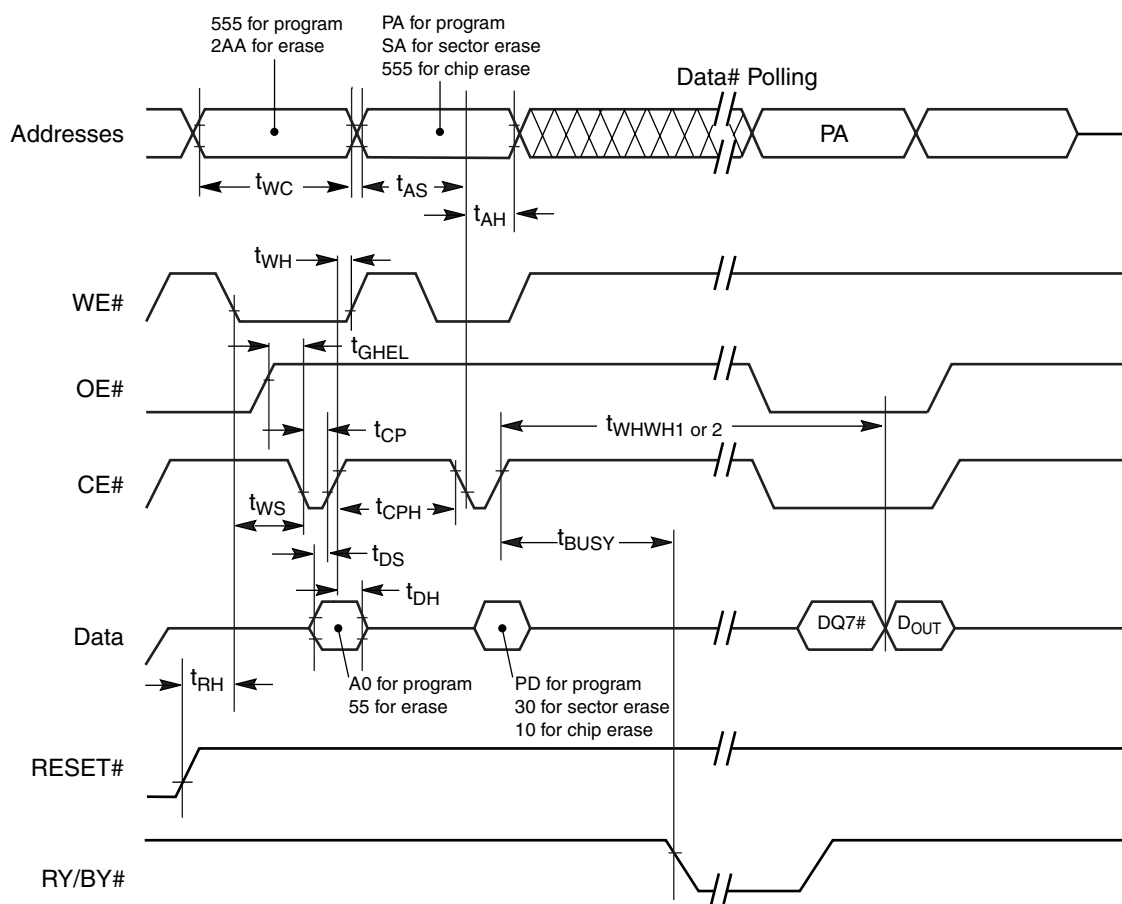 555 for program
2AA for erase
PA for program
SA for sector erase
555 for chip erase
Data# Polling
Addresses
PA
tWC
tAS
tAH
tWH
WE#
tGHEL
OE#
tCP
tWHWH1 or 2
CE#
tWS
tCPH
tBUSY
tDS
tDH
Data
DQ7#
DOUT
tRH
A0 for program
55 for erase
PD for program
30 for sector erase
10 for chip erase
RESET#
RY/BY#